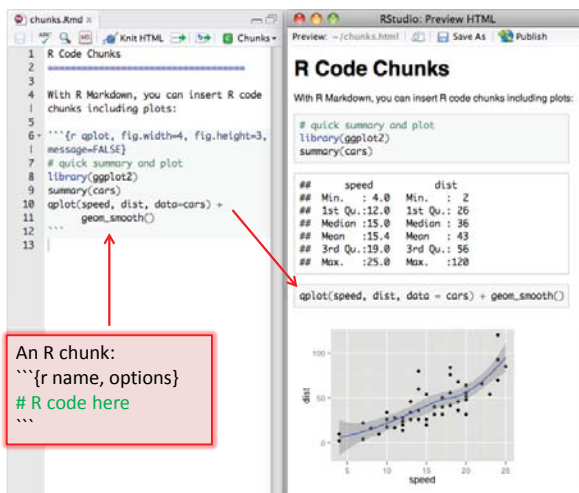 chunks.Rmd
Knit HTML
Chunks
1 R Code Chunks
2 ====================================
3
4 With R Markdown, you can insert R code
chunks including plots:
5
6 ```{r qplot, fig.width=4, fig.height=3,
message=FALSE}
7 # quick summary and plot
8 library(ggplot2)
9 summary(cars)
10 qplot(speed, dist, data=cars) +
11 geom_smooth()
12 ```
13
An R chunk:
```{r name, options}
# R code here
```
RStudio: Preview HTML
Preview: ~/chunks.html
Save As
Publish
R Code Chunks
With R Markdown, you can insert R code chunks including plots:
# quick summary and plot
library(ggplot2)
summary(cars)
## speed dist
## Min. : 4.0 Min. : 2
## 1st Qu.:12.0 1st Qu.: 26
## Median :15.0 Median : 36
## Mean :15.4 Mean : 43
## 3rd Qu.:19.0 3rd Qu.: 56
## Max. :25.0 Max. :120
qplot(speed, dist, data = cars) + geom_smooth()
100
50
0
dist
5 10 15 20 25
speed